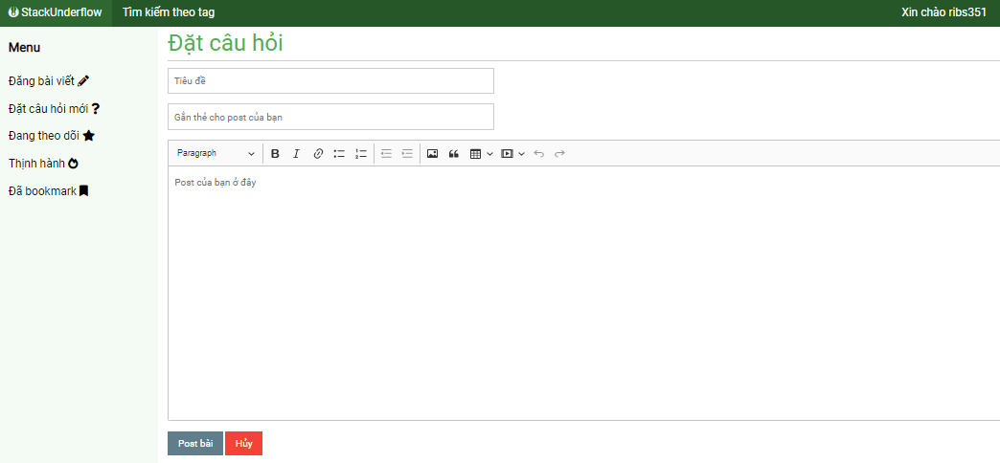 StackUnderflow Tìm kiếm theo tag Xin chào ribs351
Menu
Đăng bài viết
Đặt câu hỏi mới ?
Đang theo dõi
Thịnh hành
Đã bookmark
Đặt câu hỏi
Tiêu đề
Gắn thẻ cho post của bạn
Paragraph B I
Post của bạn ở đây
Post bài Hủy